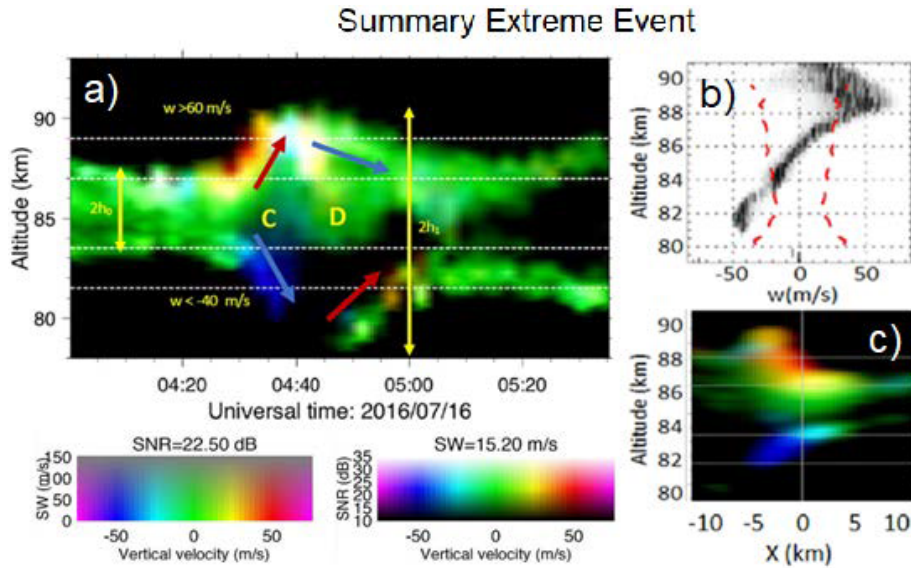 Summary Extreme Event
a)
w >60 m/s
2h₀
C
D
2h₁
w < -40 m/s
90
85
80
Altitude (km)
04:20
04:40
05:00
05:20
Universal time: 2016/07/16
b)
90
88
86
84
82
80
Altitude (km)
-50
0
50
w(m/s)
c)
90
88
86
84
82
80
Altitude (km)
-10
-5
0
5
10
X (km)
SNR=22.50 dB
150
100
50
0
SW (m/s)
-50
0
50
Vertical velocity (m/s)
SW=15.20 m/s
35
30
25
20
15
10
SNR (dB)
-50
0
50
Vertical velocity (m/s)